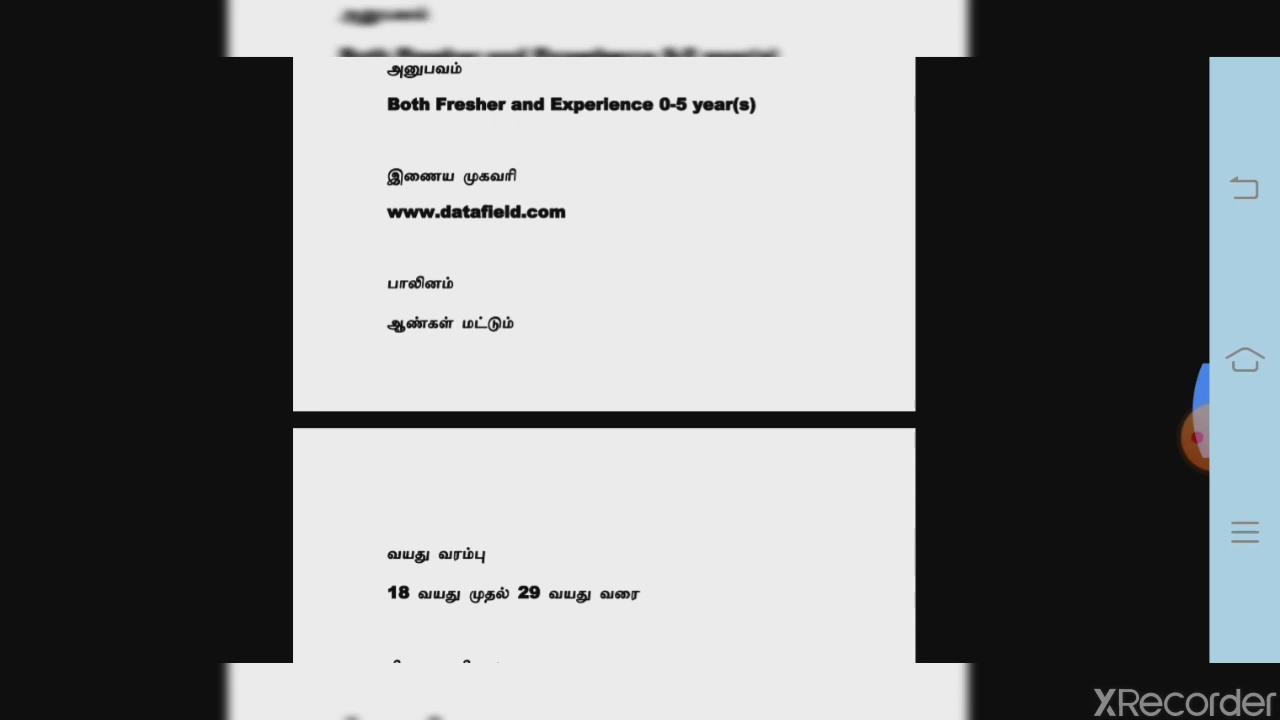 அனுபவம்
Both Fresher and Experience 0-5 year(s)
இணைய முகவரி
www.datafield.com
பாலினம்
ஆண்கள் மட்டும்
வயது வரம்பு
18 வயது முதல் 29 வயது வரை
XRecorder